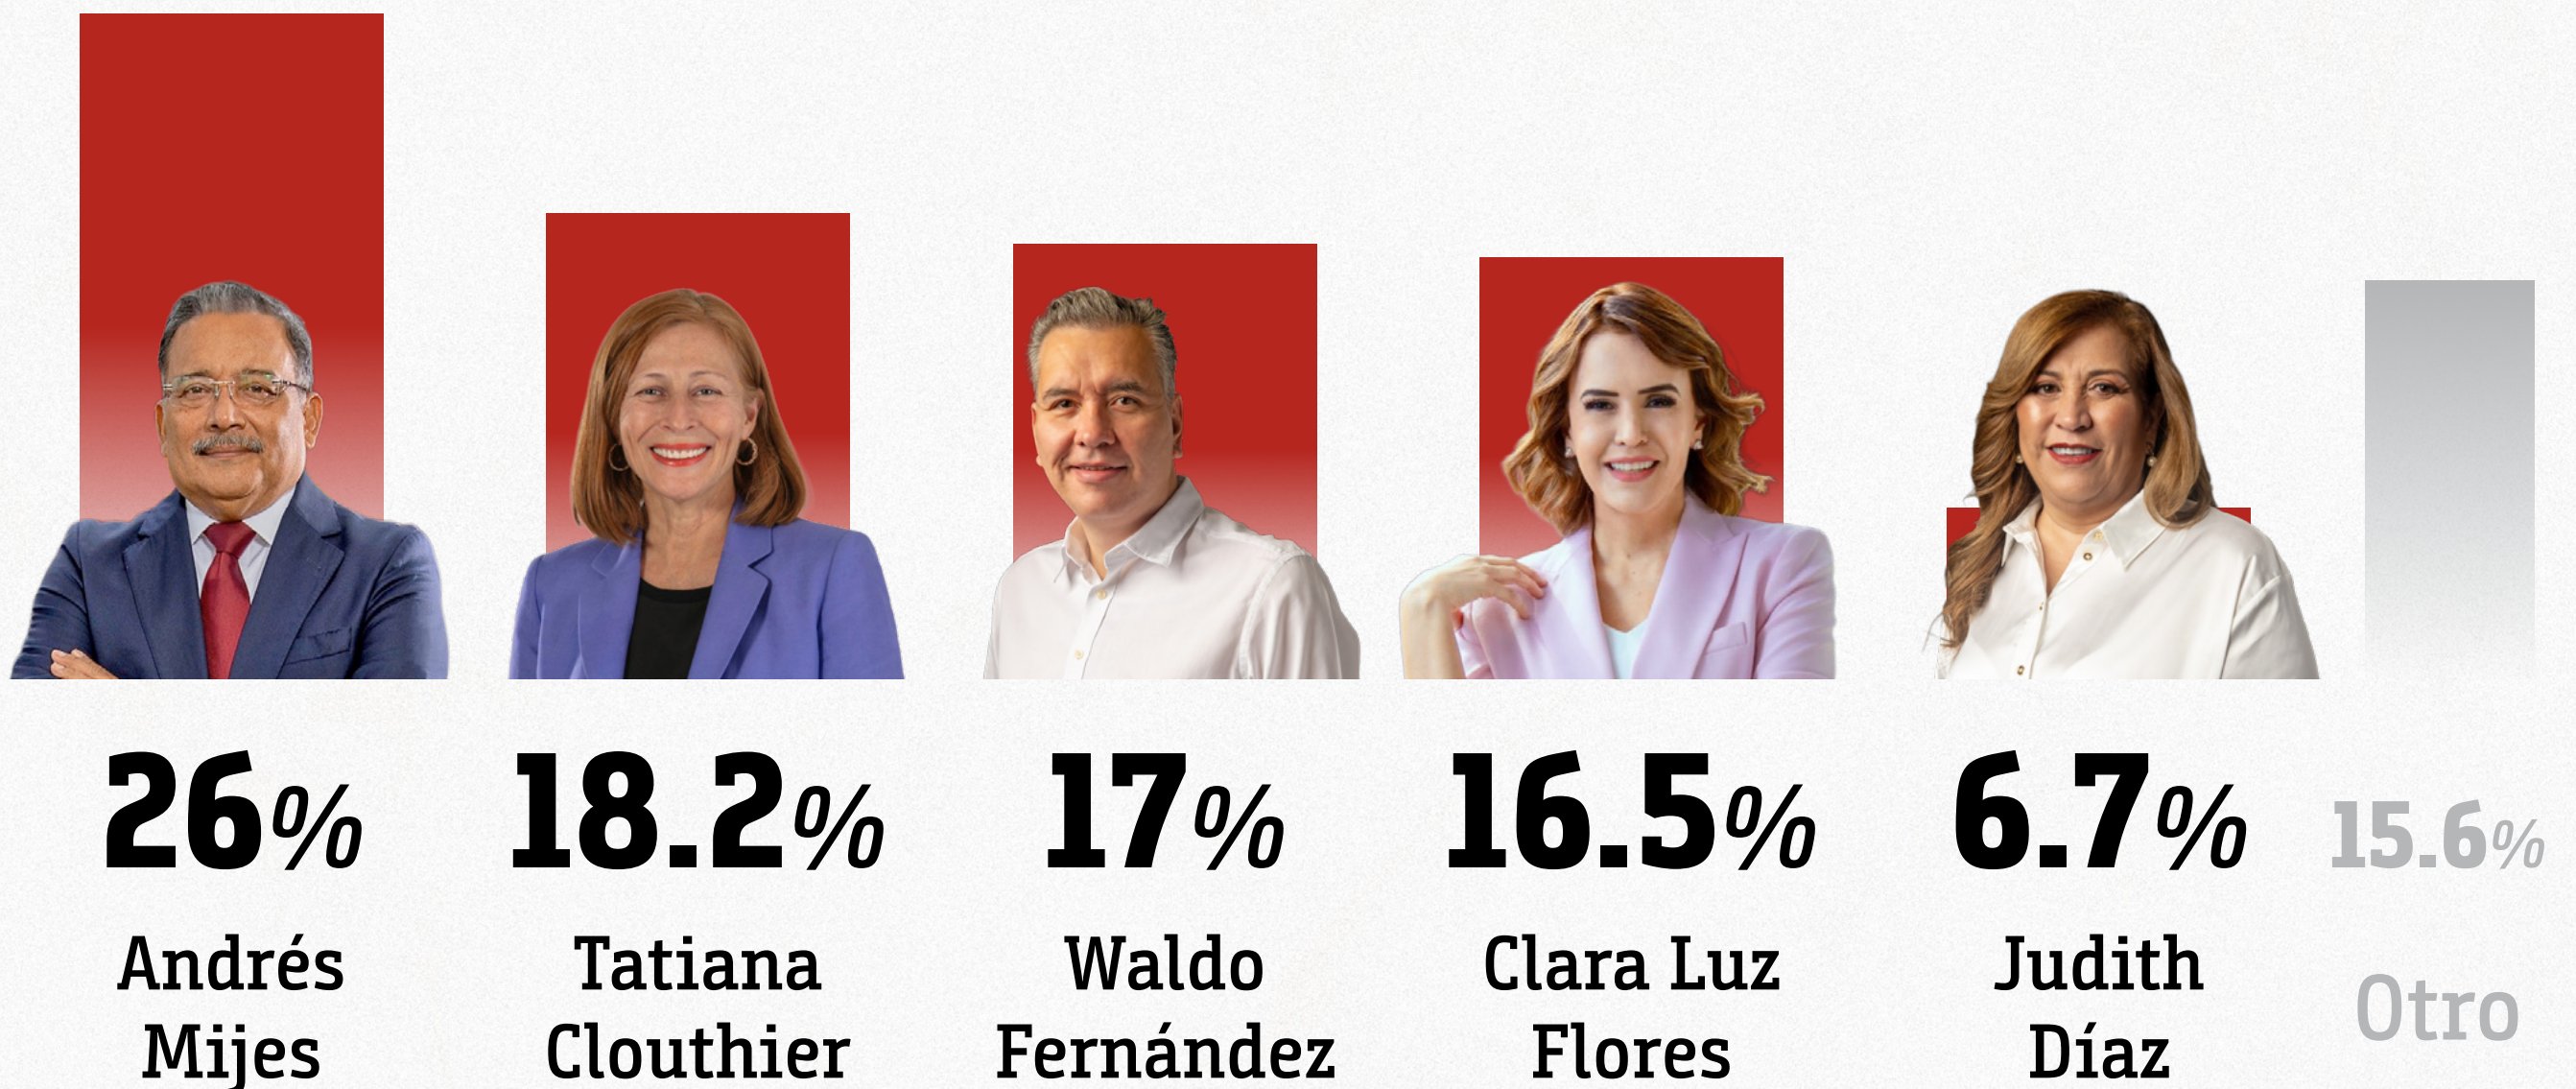 26%
Andrés
Mijes
18.2%
Tatiana
Clouthier
17%
Waldo
Fernández
16.5%
Clara Luz
Flores
6.7%
Judith
Díaz
15.6%
Otro